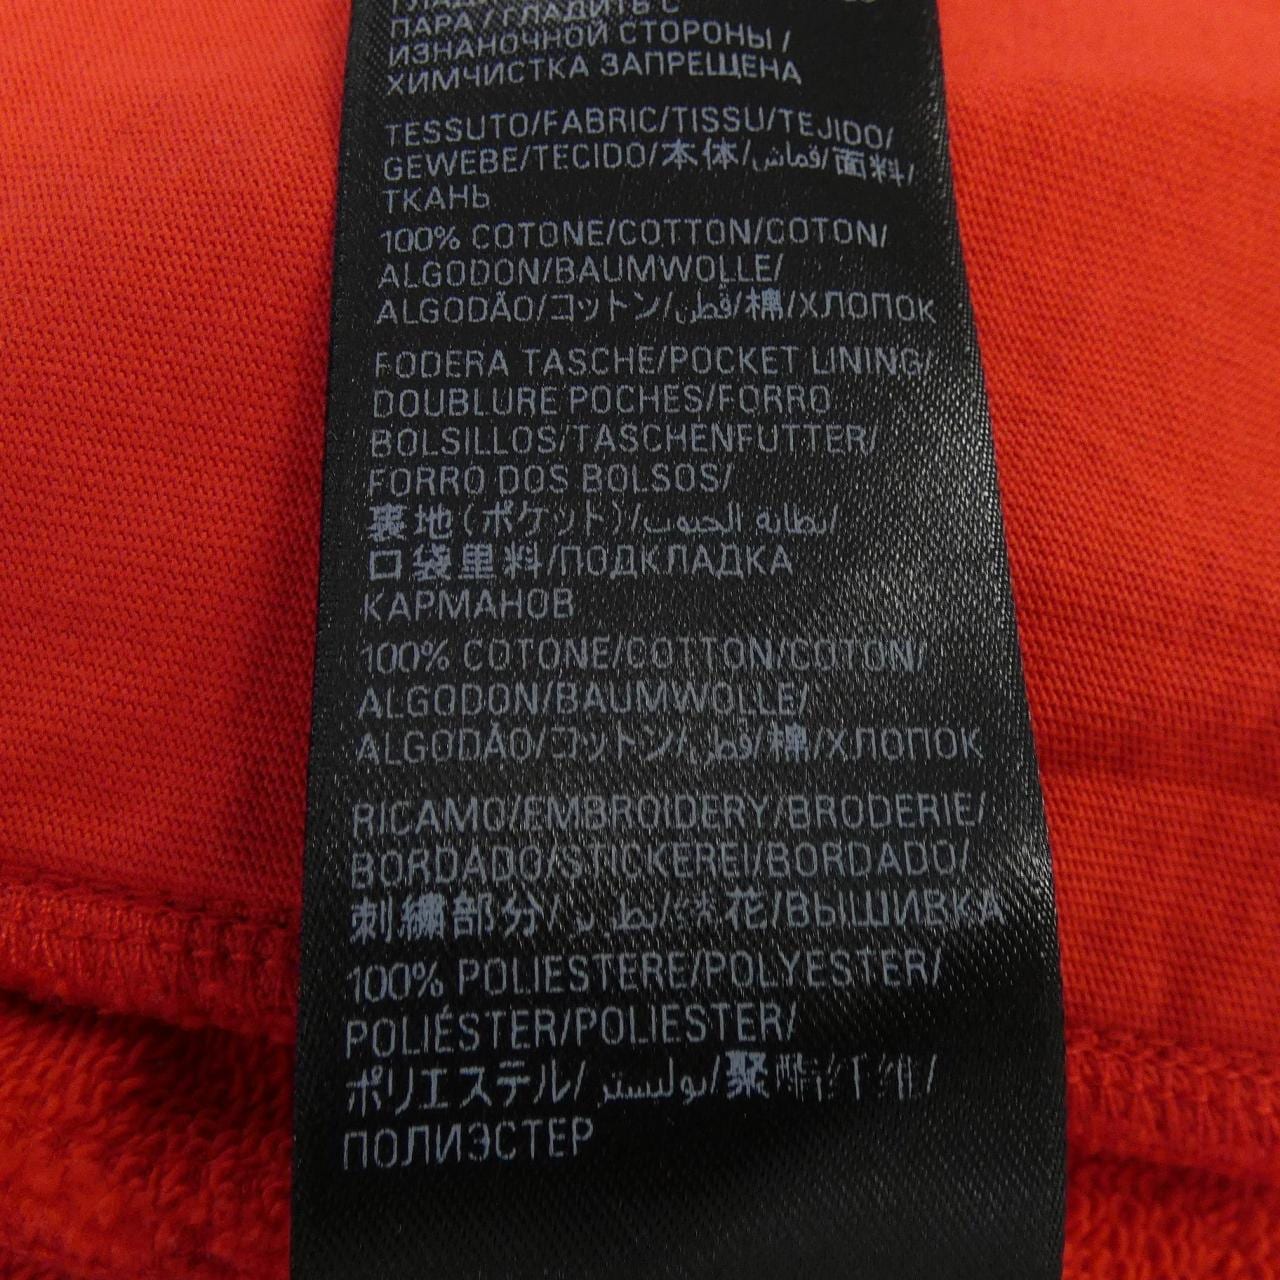 ПАРА / ГЛАДИТЬ С
ИЗНАНОЧНОЙ СТОРОНЫ /
ХИМЧИСТКА ЗАПРЕЩЕНА
TESSUTO/FABRIC/TISSU/TEJIDO/
GEWEBE/TECIDO/本体/قماش/面料/
ТКАНЬ
100% COTONE/COTTON/COTON/
ALGODON/BAUMWOLLE/
ALGODÃO/コットン/قطن/棉/ХЛОПОК
FODERA TASCHE/POCKET LINING/
DOUBLURE POCHES/FORRO
BOLSILLOS/TASCHENFUTTER/
FORRO DOS BOLSOS/
裏地(ポケット)/بطانة الجيوب/
口袋里料/ПОДКЛАДКА
КАРМАНОВ
100% COTONE/COTTON/COTON/
ALGODON/BAUMWOLLE/
ALGODÃO/コットン/قطن/棉/ХЛОПОК
RICAMO/EMBROIDERY/BRODERIE/
BORDADO/STICKEREI/BORDADO/
刺繍部分/绣花/ВЫШИВКА
100% POLIESTERE/POLYESTER/
POLIÉSTER/POLIESTER/
ポリエステル/بوليستر/聚酯纤维/
ПОЛИЭСТЕР